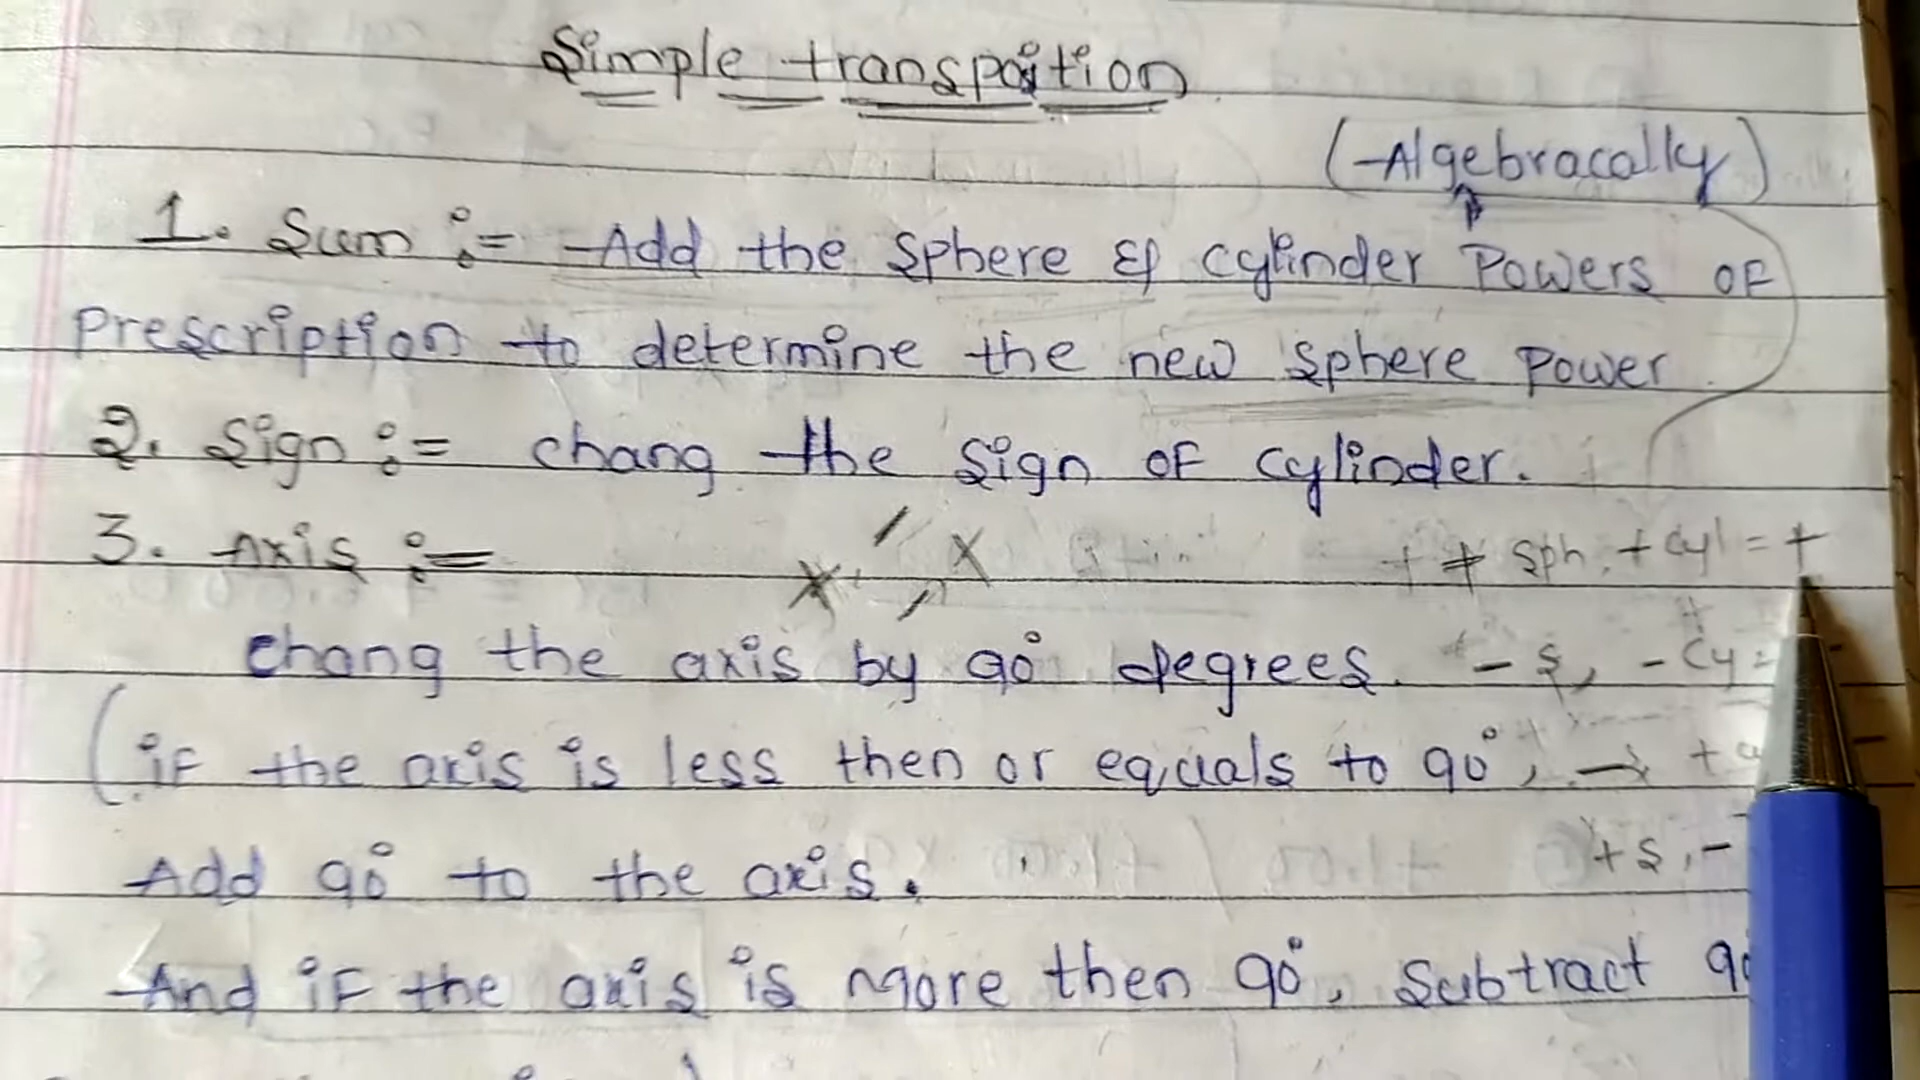 Simple transpoition
(Algebracally)
1. Sum := Add the sphere & cylinder Powers OF
Prescription to determine the new sphere power
2. Sign := chang the sign OF cylinder.
3. Axis :=
+ + sph, + cyl = +
chang the axis by 90° degrees. - s, - Cy =
(iF the axis is less then or equals to 90°, → +
Add 90° to the axis.
+ s, -
And iF the axis is more then 90°, Subtract